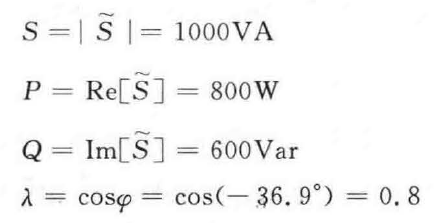 S = | S̃ | = 1000VA
P = Re[S̃] = 800W
Q = Im[S̃] = 600Var
λ = cosφ = cos(−36.9°) = 0.8